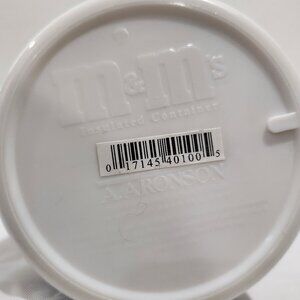 m&m's
Insulated Container
0 17145 40100 5
A.ARONSON